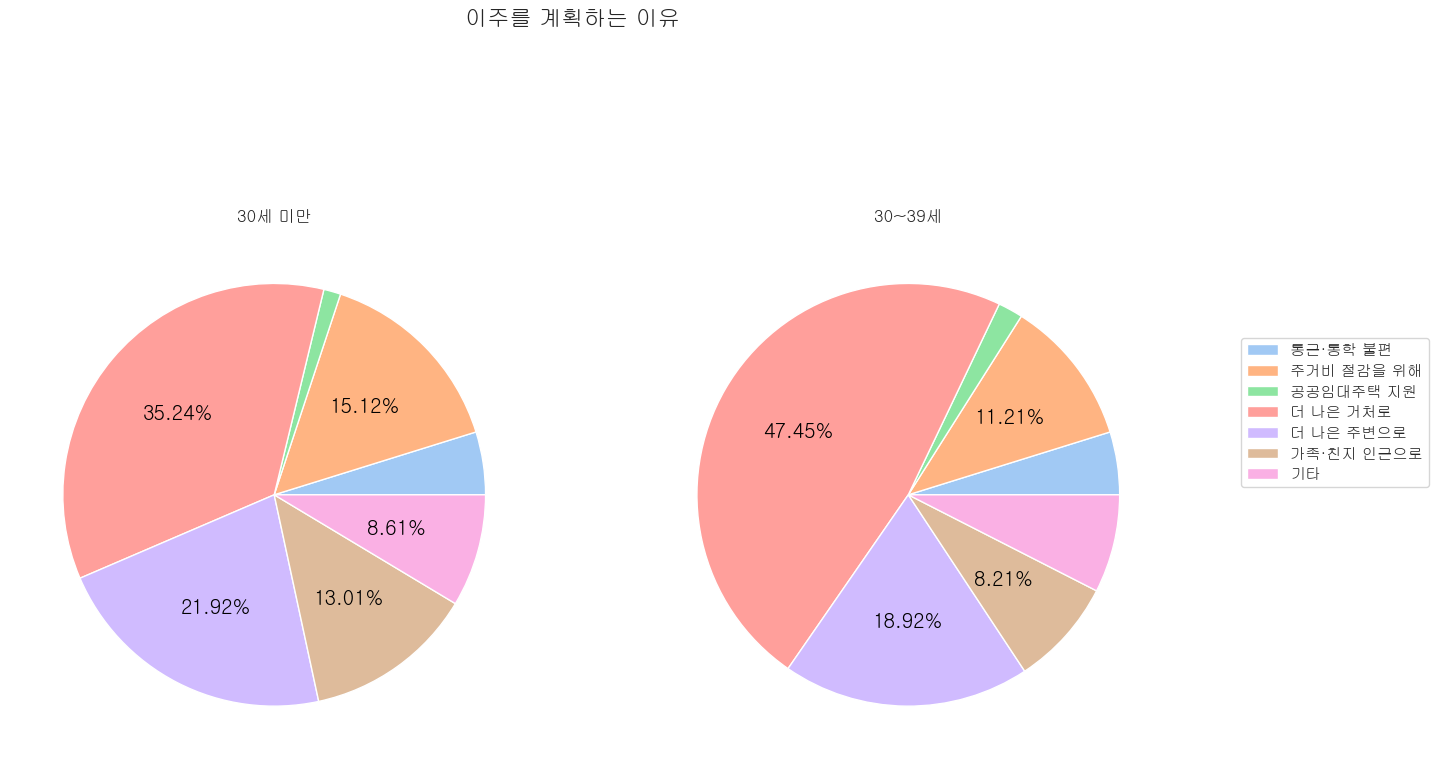 이주를 계획하는 이유
30세 미만
35.24%
15.12%
8.61%
21.92%
13.01%
30~39세
47.45%
11.21%
8.21%
18.92%
통근·통학 불편
주거비 절감을 위해
공공임대주택 지원
더 나은 거처로
더 나은 주변으로
가족·친지 인근으로
기타